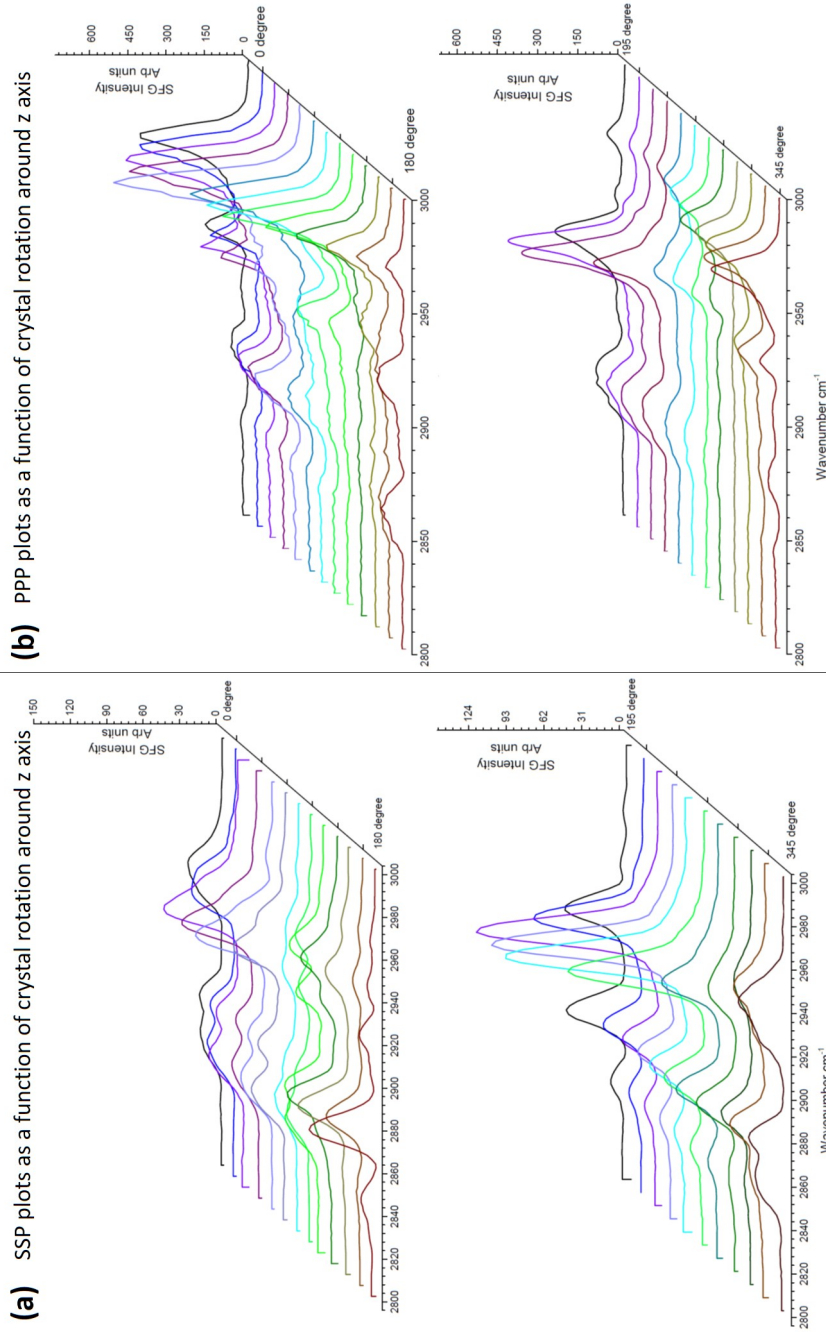 (a) SSP plots as a function of crystal rotation around z axis
150
120
90
60
30
0
SFG Intensity
Arb units
0 degree
180 degree
2800
2820
2840
2860
2880
2900
2920
2940
2960
2980
3000
124
93
62
31
0
SFG Intensity
Arb units
195 degree
345 degree
2800
2820
2840
2860
2880
2900
2920
2940
2960
2980
3000
Wavenumber cm⁻¹
(b) PPP plots as a function of crystal rotation around z axis
600
450
300
150
0
SFG Intensity
Arb units
0 degree
180 degree
2800
2850
2900
2950
3000
600
450
300
150
0
SFG Intensity
Arb units
195 degree
345 degree
2800
2850
2900
2950
3000
Wavenumber cm⁻¹